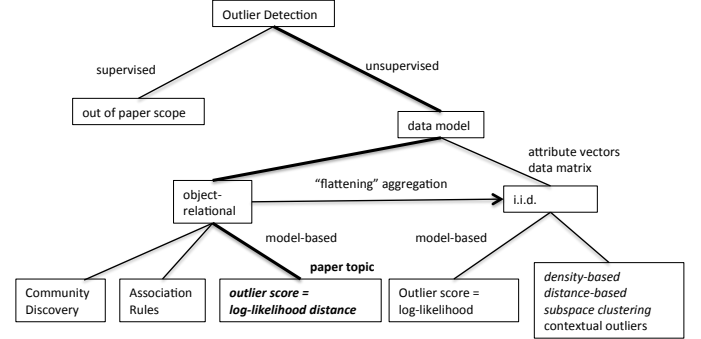 Outlier Detection
supervised
unsupervised
out of paper scope
data model
attribute vectors
data matrix
"flattening" aggregation
object-
relational
i.i.d.
model-based
model-based
paper topic
Community
Discovery
Association
Rules
outlier score =
log-likelihood distance
Outlier score =
log-likelihood
density-based
distance-based
subspace clustering
contextual outliers